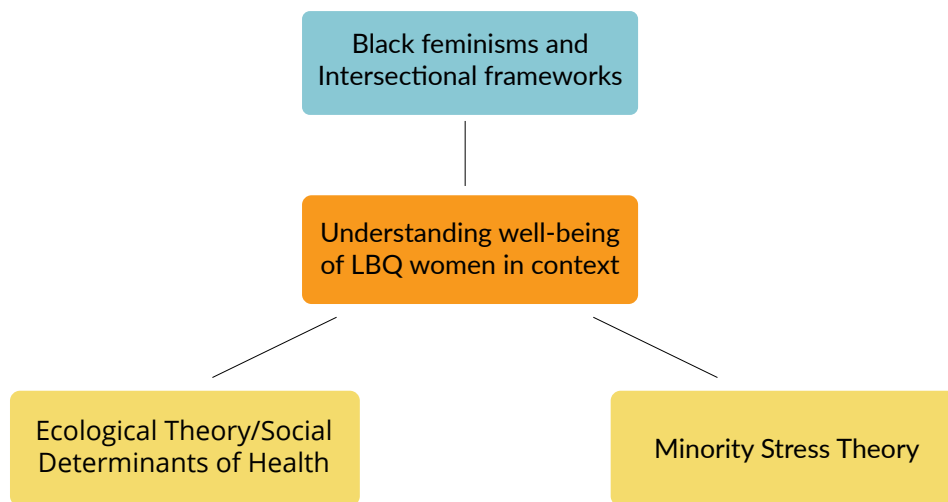 Black feminisms and
Intersectional frameworks
Understanding well-being
of LBQ women in context
Ecological Theory/Social
Determinants of Health
Minority Stress Theory